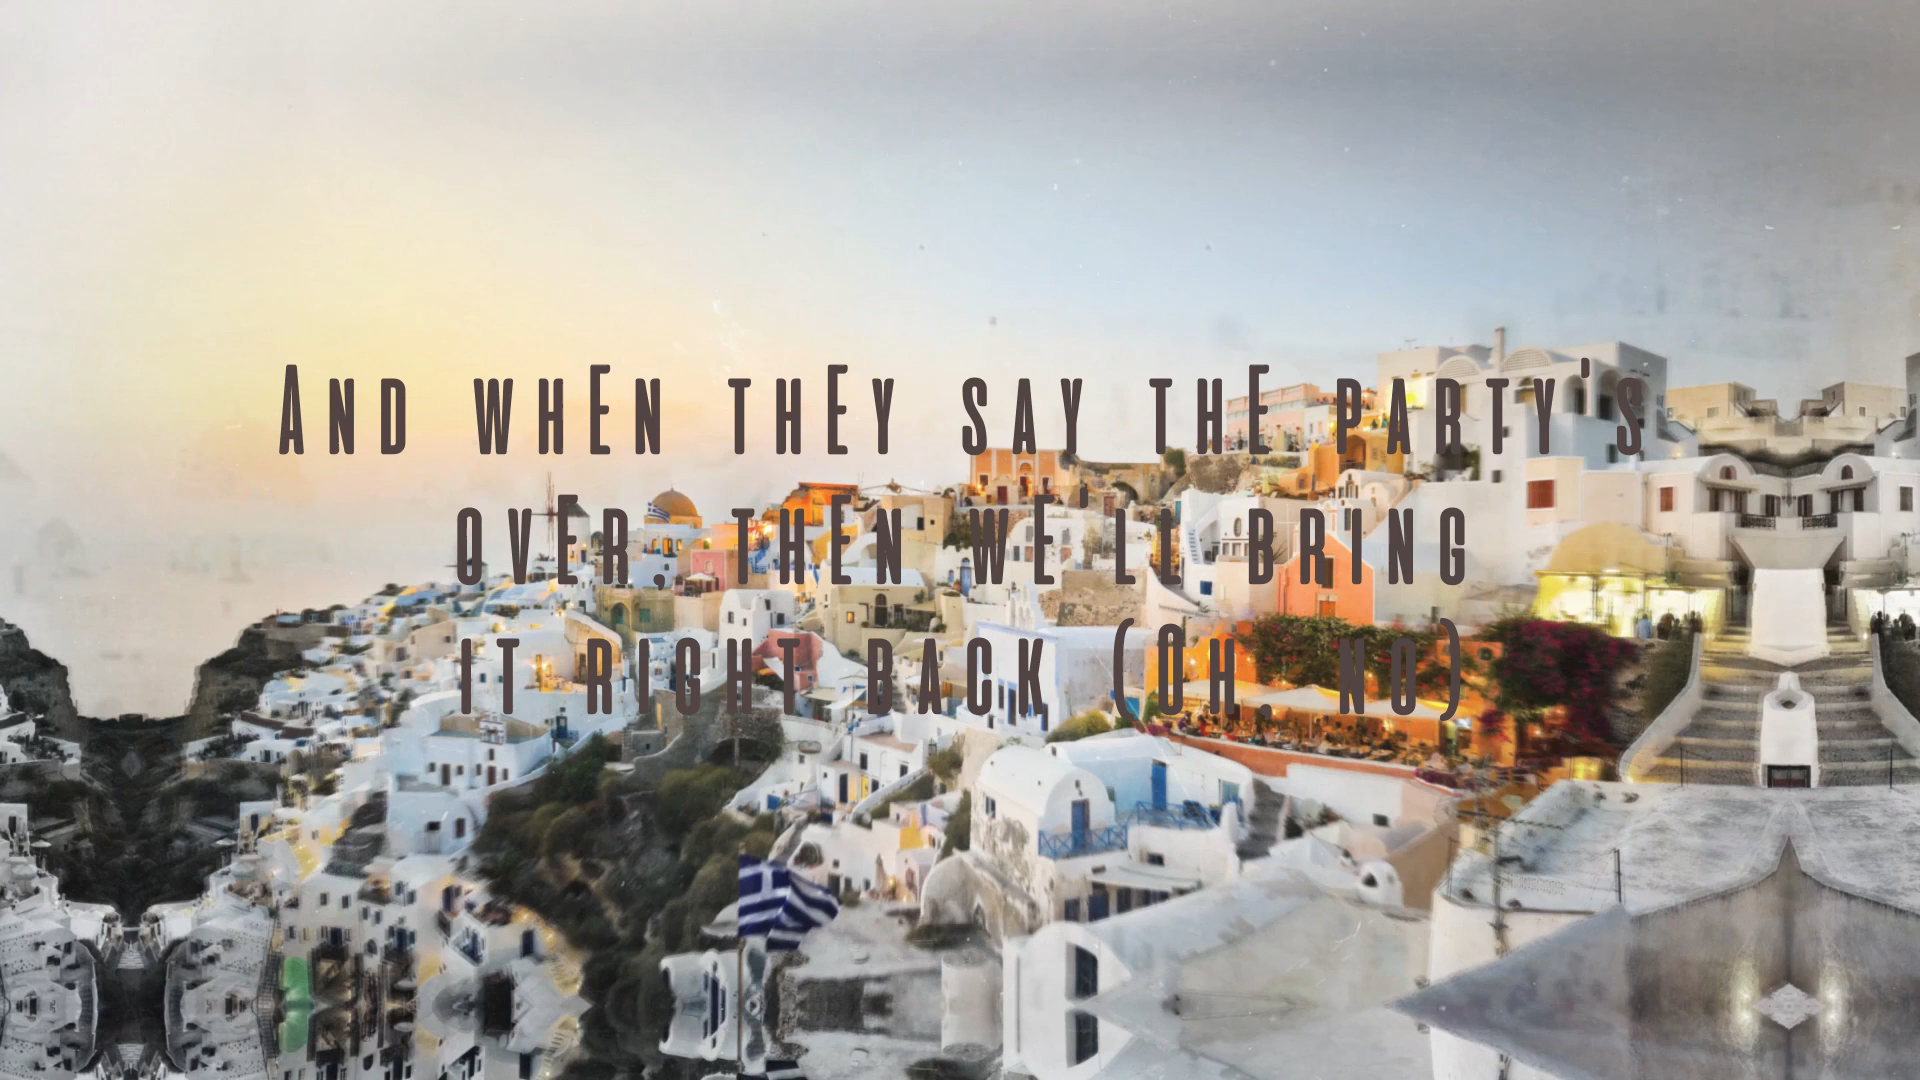 And when they say the party's
over, then we'll bring
it right back (Oh, no)